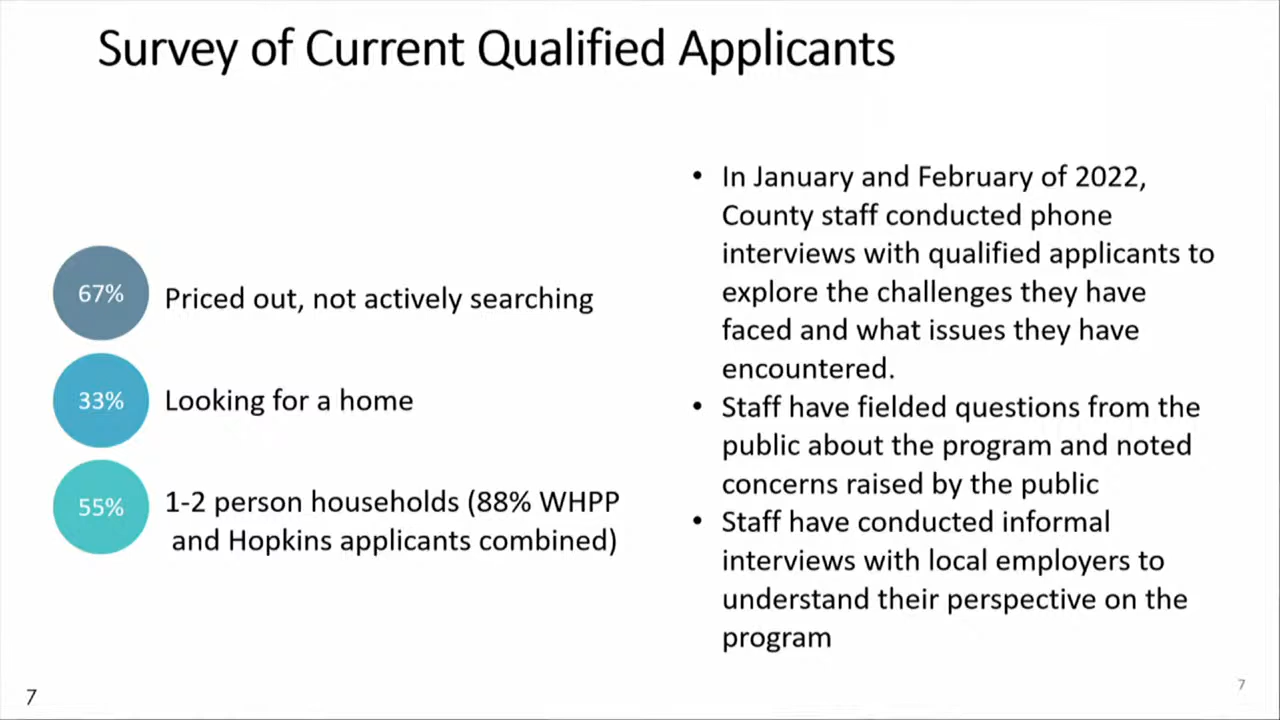 Survey of Current Qualified Applicants
67%
Priced out, not actively searching
33%
Looking for a home
55%
1-2 person households (88% WHPP
and Hopkins applicants combined)
• In January and February of 2022,
County staff conducted phone
interviews with qualified applicants to
explore the challenges they have
faced and what issues they have
encountered.
• Staff have fielded questions from the
public about the program and noted
concerns raised by the public
• Staff have conducted informal
interviews with local employers to
understand their perspective on the
program
7
7